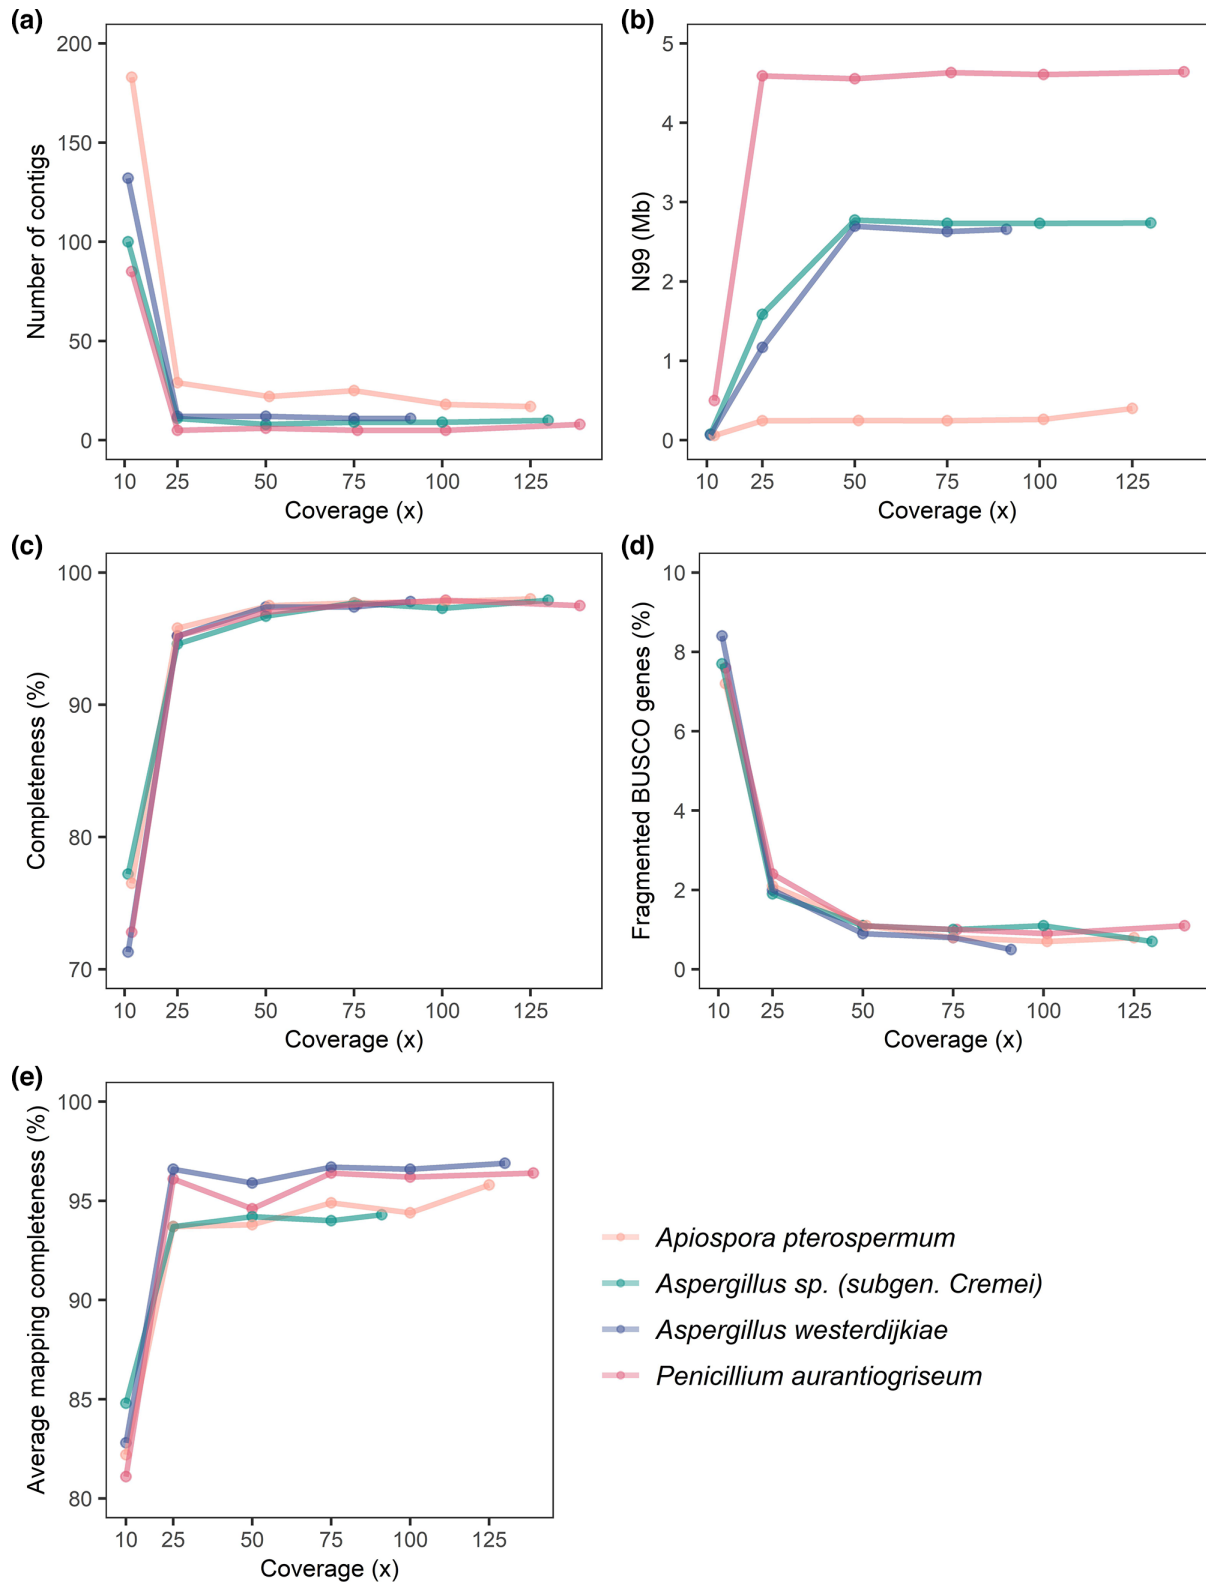 (a)
200
150
100
50
0
Number of contigs
10 25 50 75 100 125
Coverage (x)
(b)
5
4
3
2
1
0
N99 (Mb)
10 25 50 75 100 125
Coverage (x)
(c)
100
90
80
70
Completeness (%)
10 25 50 75 100 125
Coverage (x)
(d)
10
8
6
4
2
0
Fragmented BUSCO genes (%)
10 25 50 75 100 125
Coverage (x)
(e)
100
95
90
85
80
Average mapping completeness (%)
10 25 50 75 100 125
Coverage (x)
Apiospora pterospermum
Aspergillus sp. (subgen. Cremei)
Aspergillus westerdijkiae
Penicillium aurantiogriseum